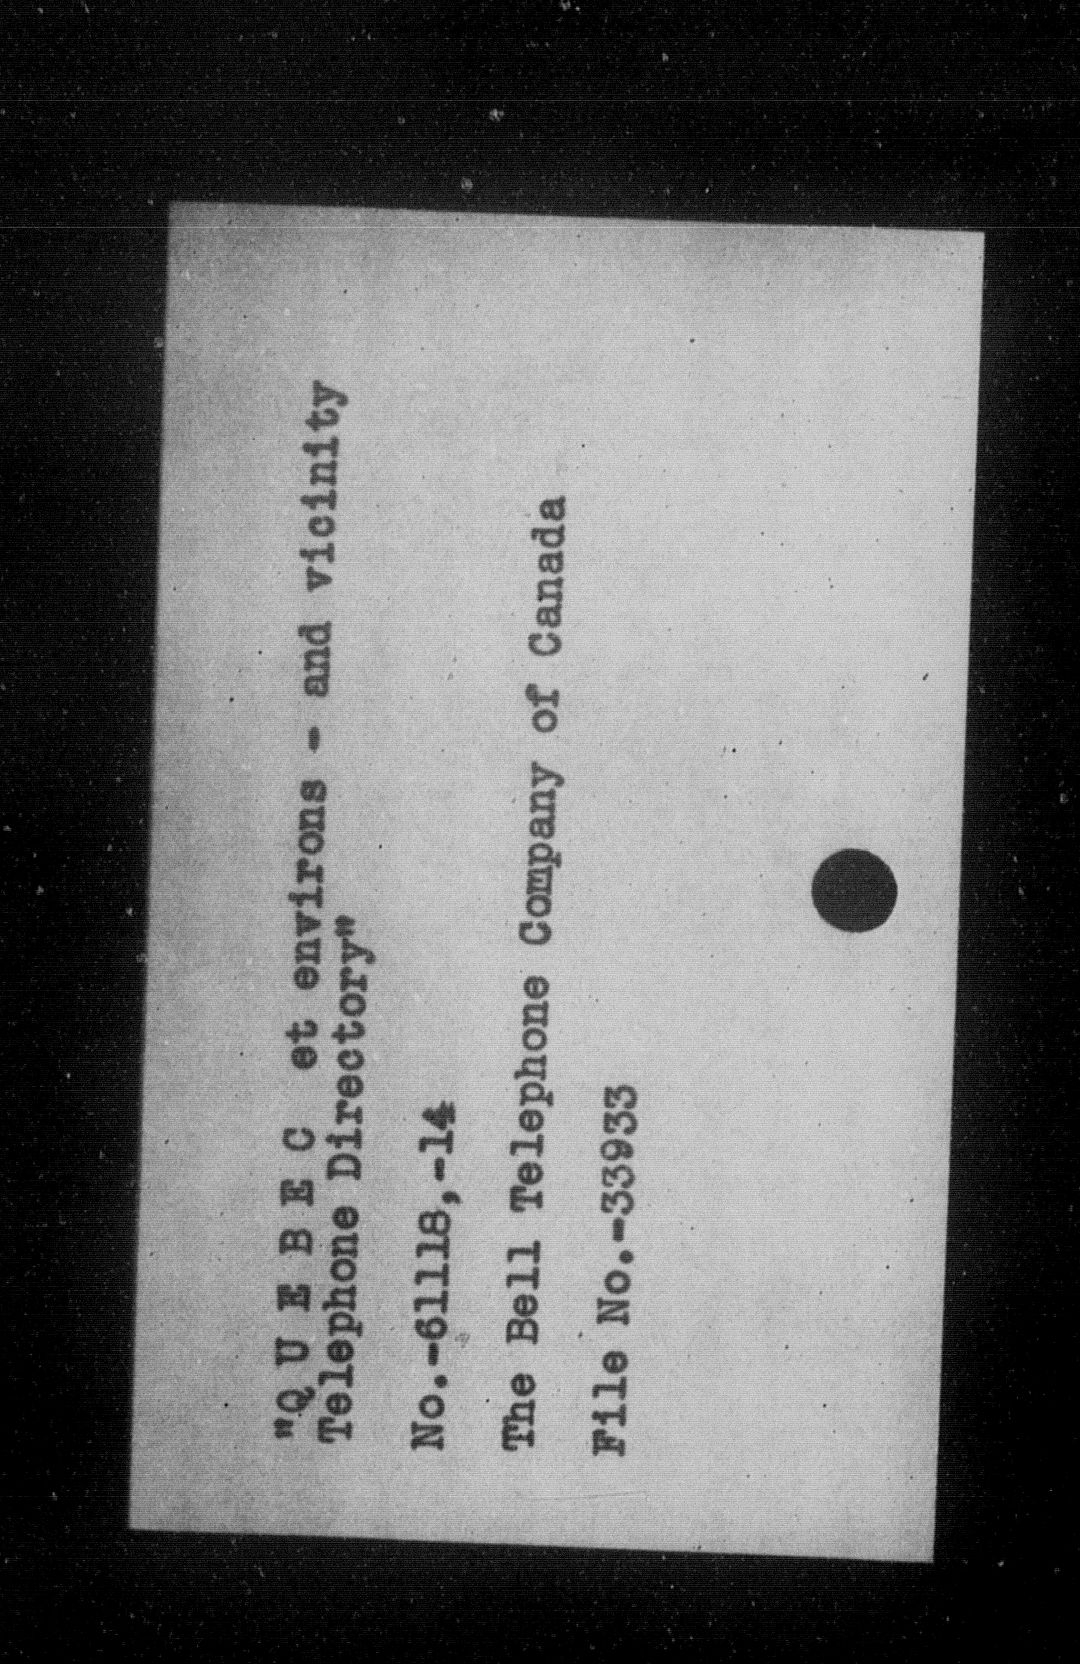 "Q U E B E C et environs - and vicinity
Telephone Directory"
No.-61118,-14
The Bell Telephone Company of Canada
File No.-33933